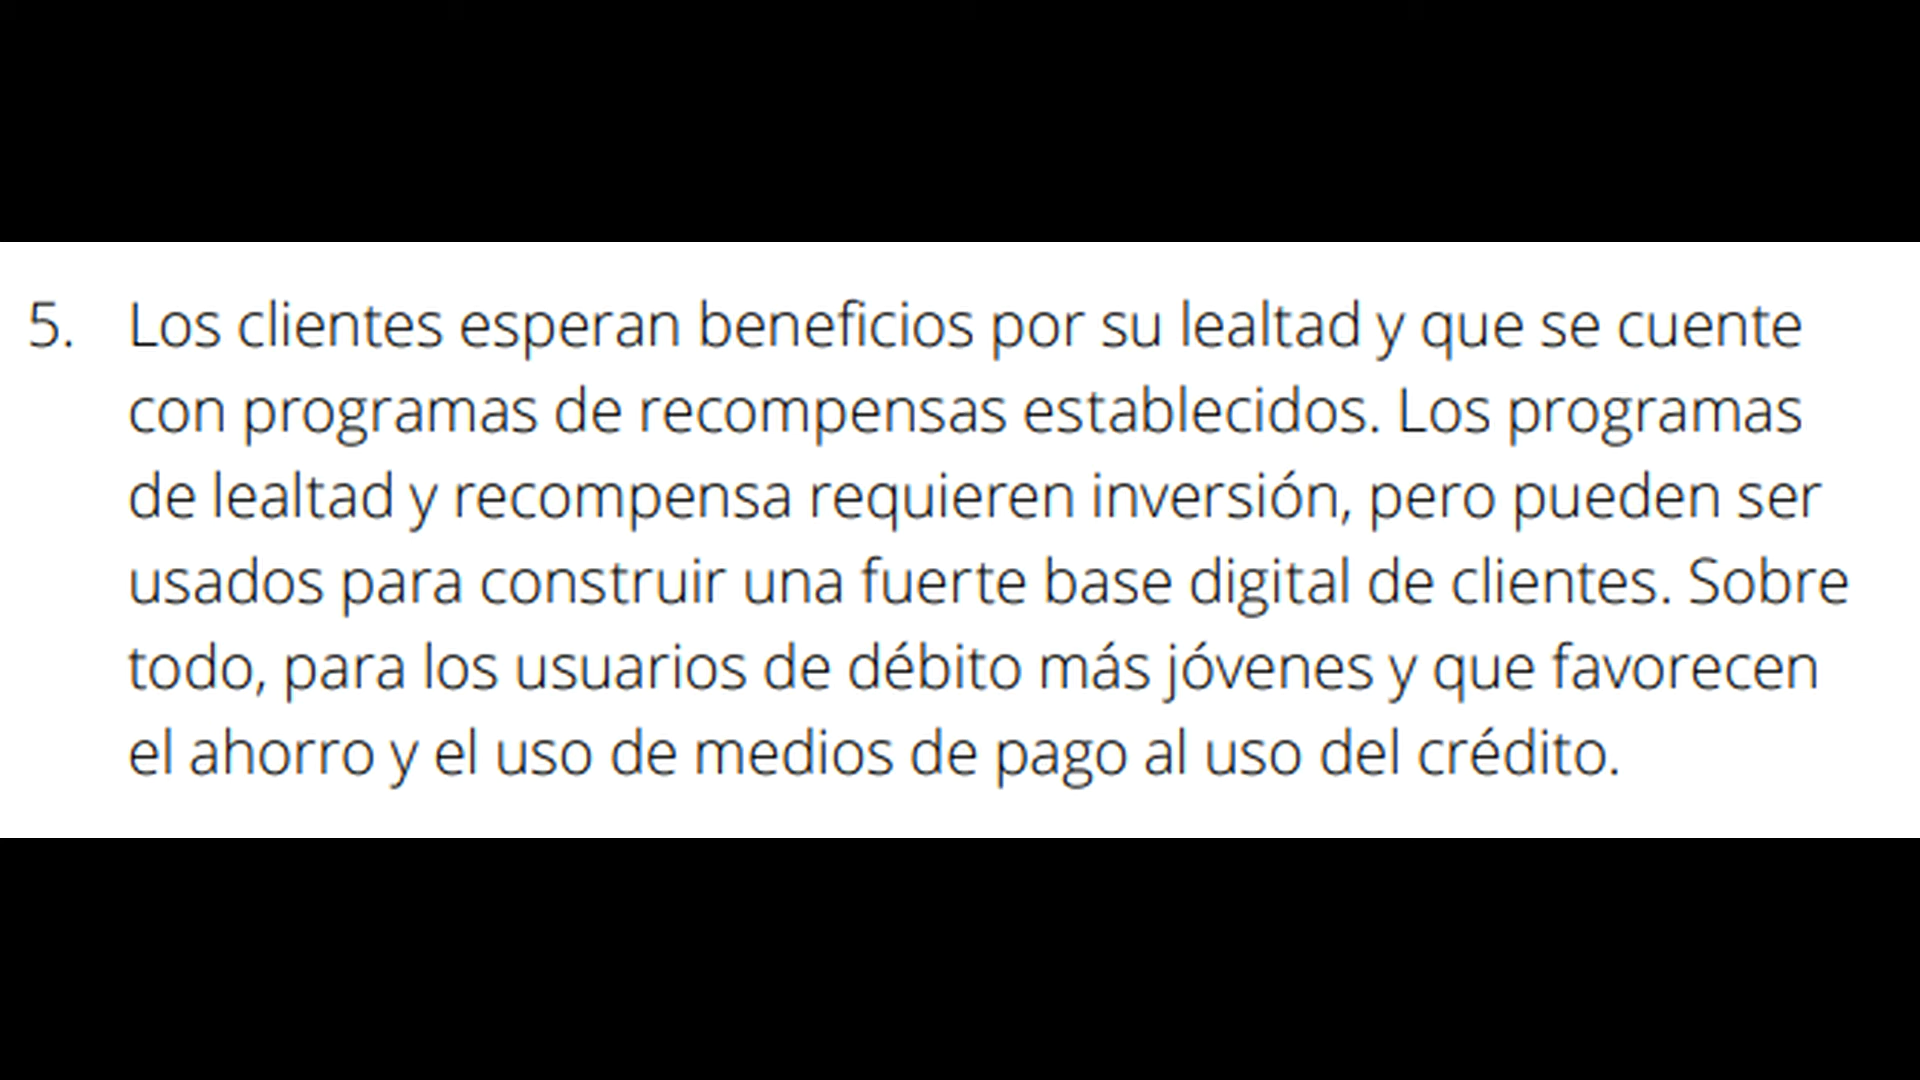 5. Los clientes esperan beneficios por su lealtad y que se cuente
con programas de recompensas establecidos. Los programas
de lealtad y recompensa requieren inversión, pero pueden ser
usados para construir una fuerte base digital de clientes. Sobre
todo, para los usuarios de débito más jóvenes y que favorecen
el ahorro y el uso de medios de pago al uso del crédito.